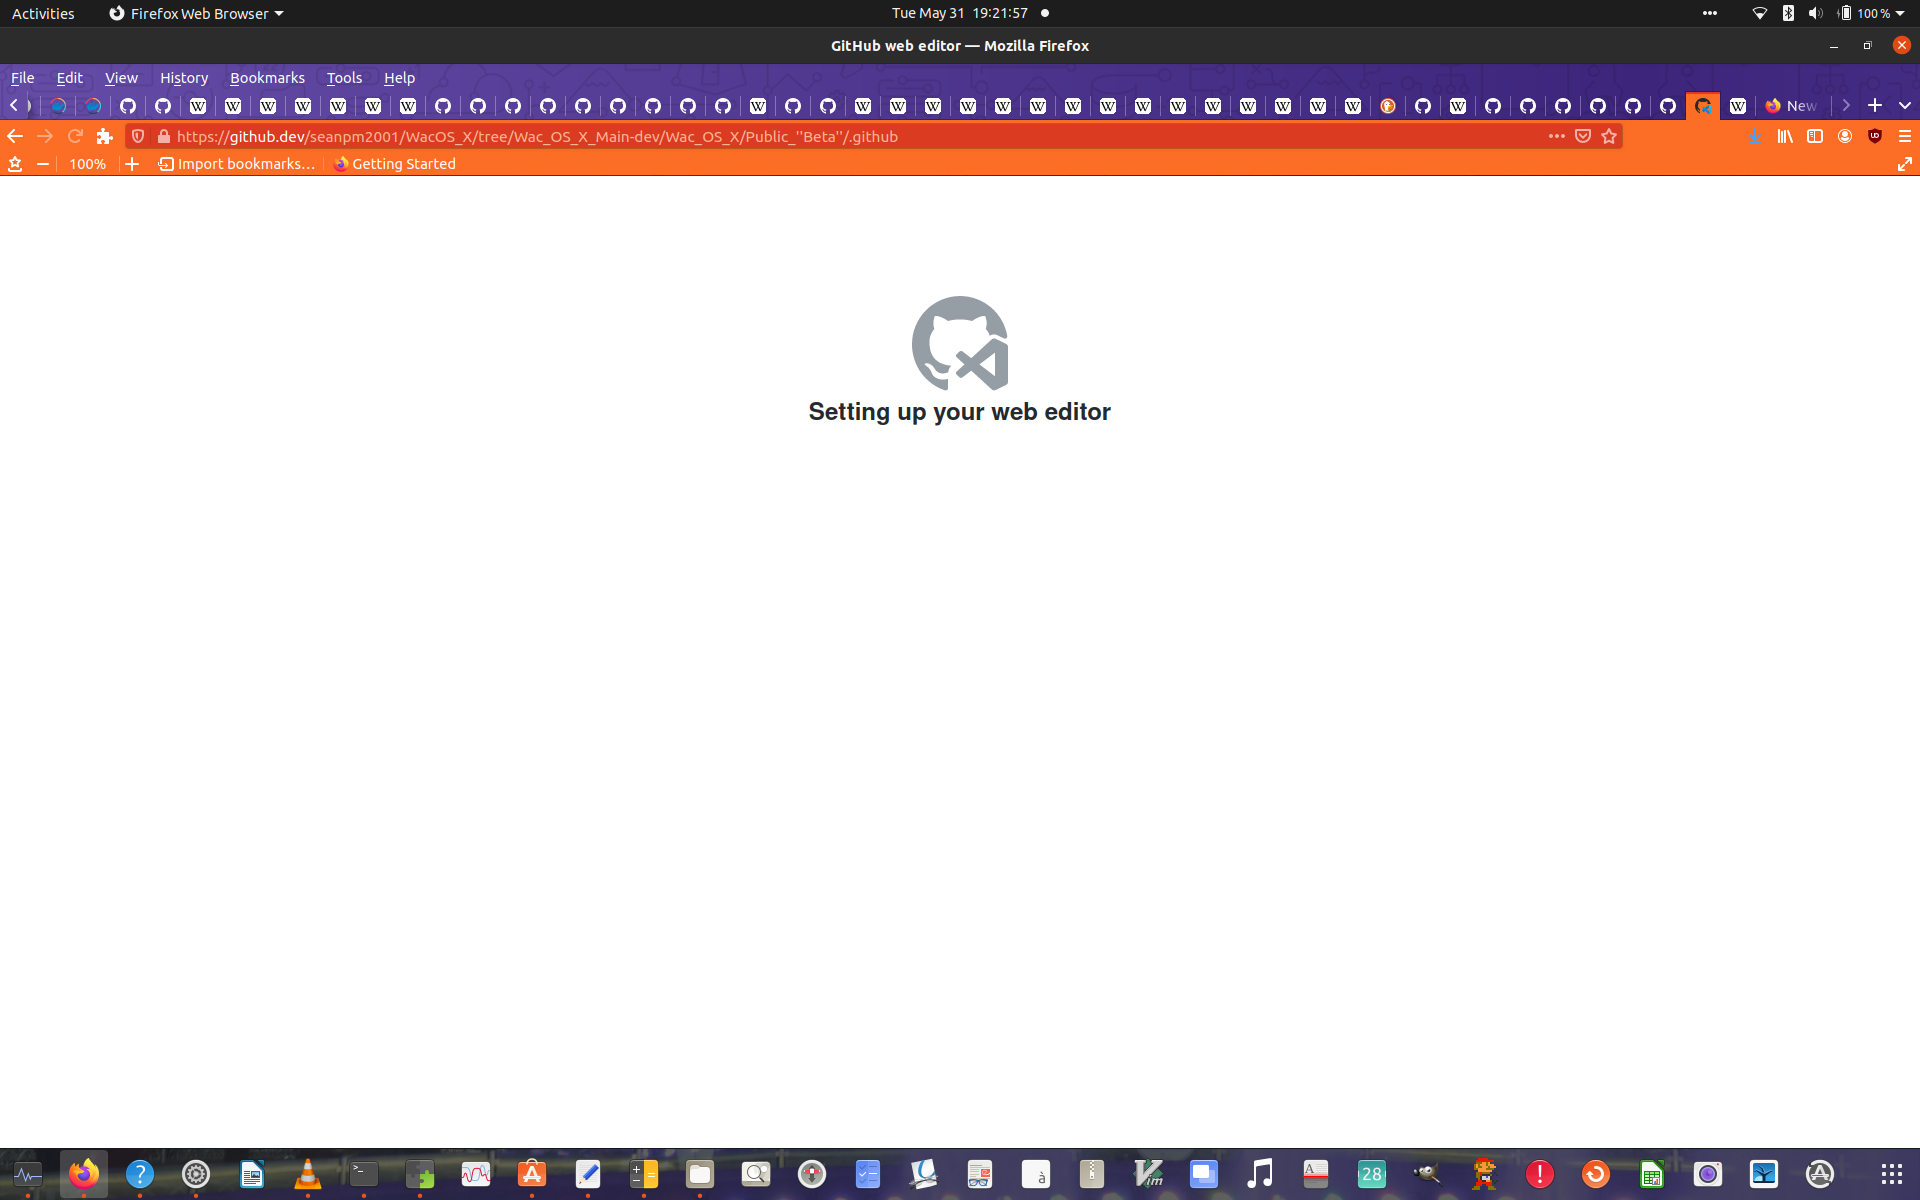 Activities Firefox Web Browser Tue May 31 19:21:57 100 %
GitHub web editor — Mozilla Firefox
File Edit View History Bookmarks Tools Help
New
https://github.dev/seanpm2001/WacOS_X/tree/Wac_OS_X_Main-dev/Wac_OS_X/Public_"Beta"/.github
100% Import bookmarks... Getting Started
Setting up your web editor
28